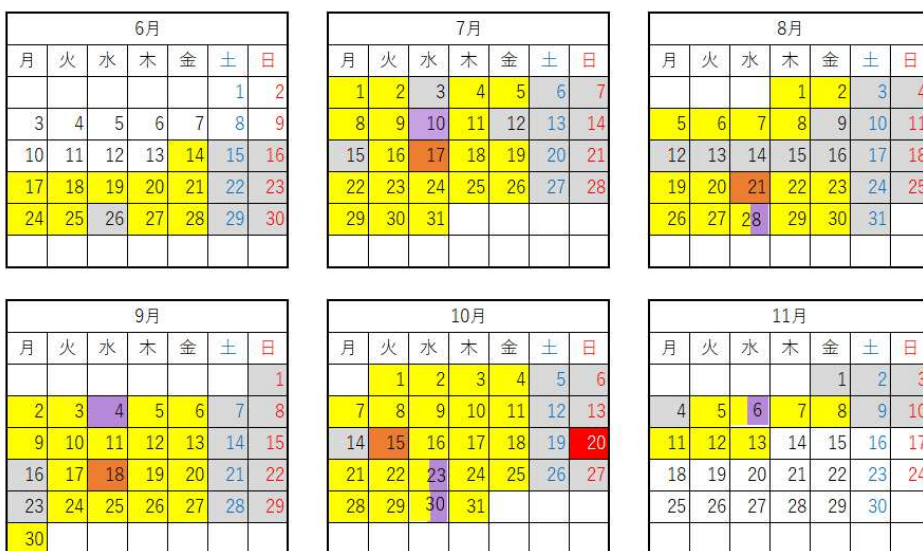 6月
月 火 水 木 金 土 日
1 2
3 4 5 6 7 8 9
10 11 12 13 14 15 16
17 18 19 20 21 22 23
24 25 26 27 28 29 30
7月
月 火 水 木 金 土 日
1 2 3 4 5 6 7
8 9 10 11 12 13 14
15 16 17 18 19 20 21
22 23 24 25 26 27 28
29 30 31
8月
月 火 水 木 金 土 日
1 2 3 4
5 6 7 8 9 10 11
12 13 14 15 16 17 18
19 20 21 22 23 24 25
26 27 28 29 30 31
9月
月 火 水 木 金 土 日
1
2 3 4 5 6 7 8
9 10 11 12 13 14 15
16 17 18 19 20 21 22
23 24 25 26 27 28 29
30
10月
月 火 水 木 金 土 日
1 2 3 4 5 6
7 8 9 10 11 12 13
14 15 16 17 18 19 20
21 22 23 24 25 26 27
28 29 30 31
11月
月 火 水 木 金 土 日
1 2 3
4 5 6 7 8 9 10
11 12 13 14 15 16 17
18 19 20 21 22 23 24
25 26 27 28 29 30